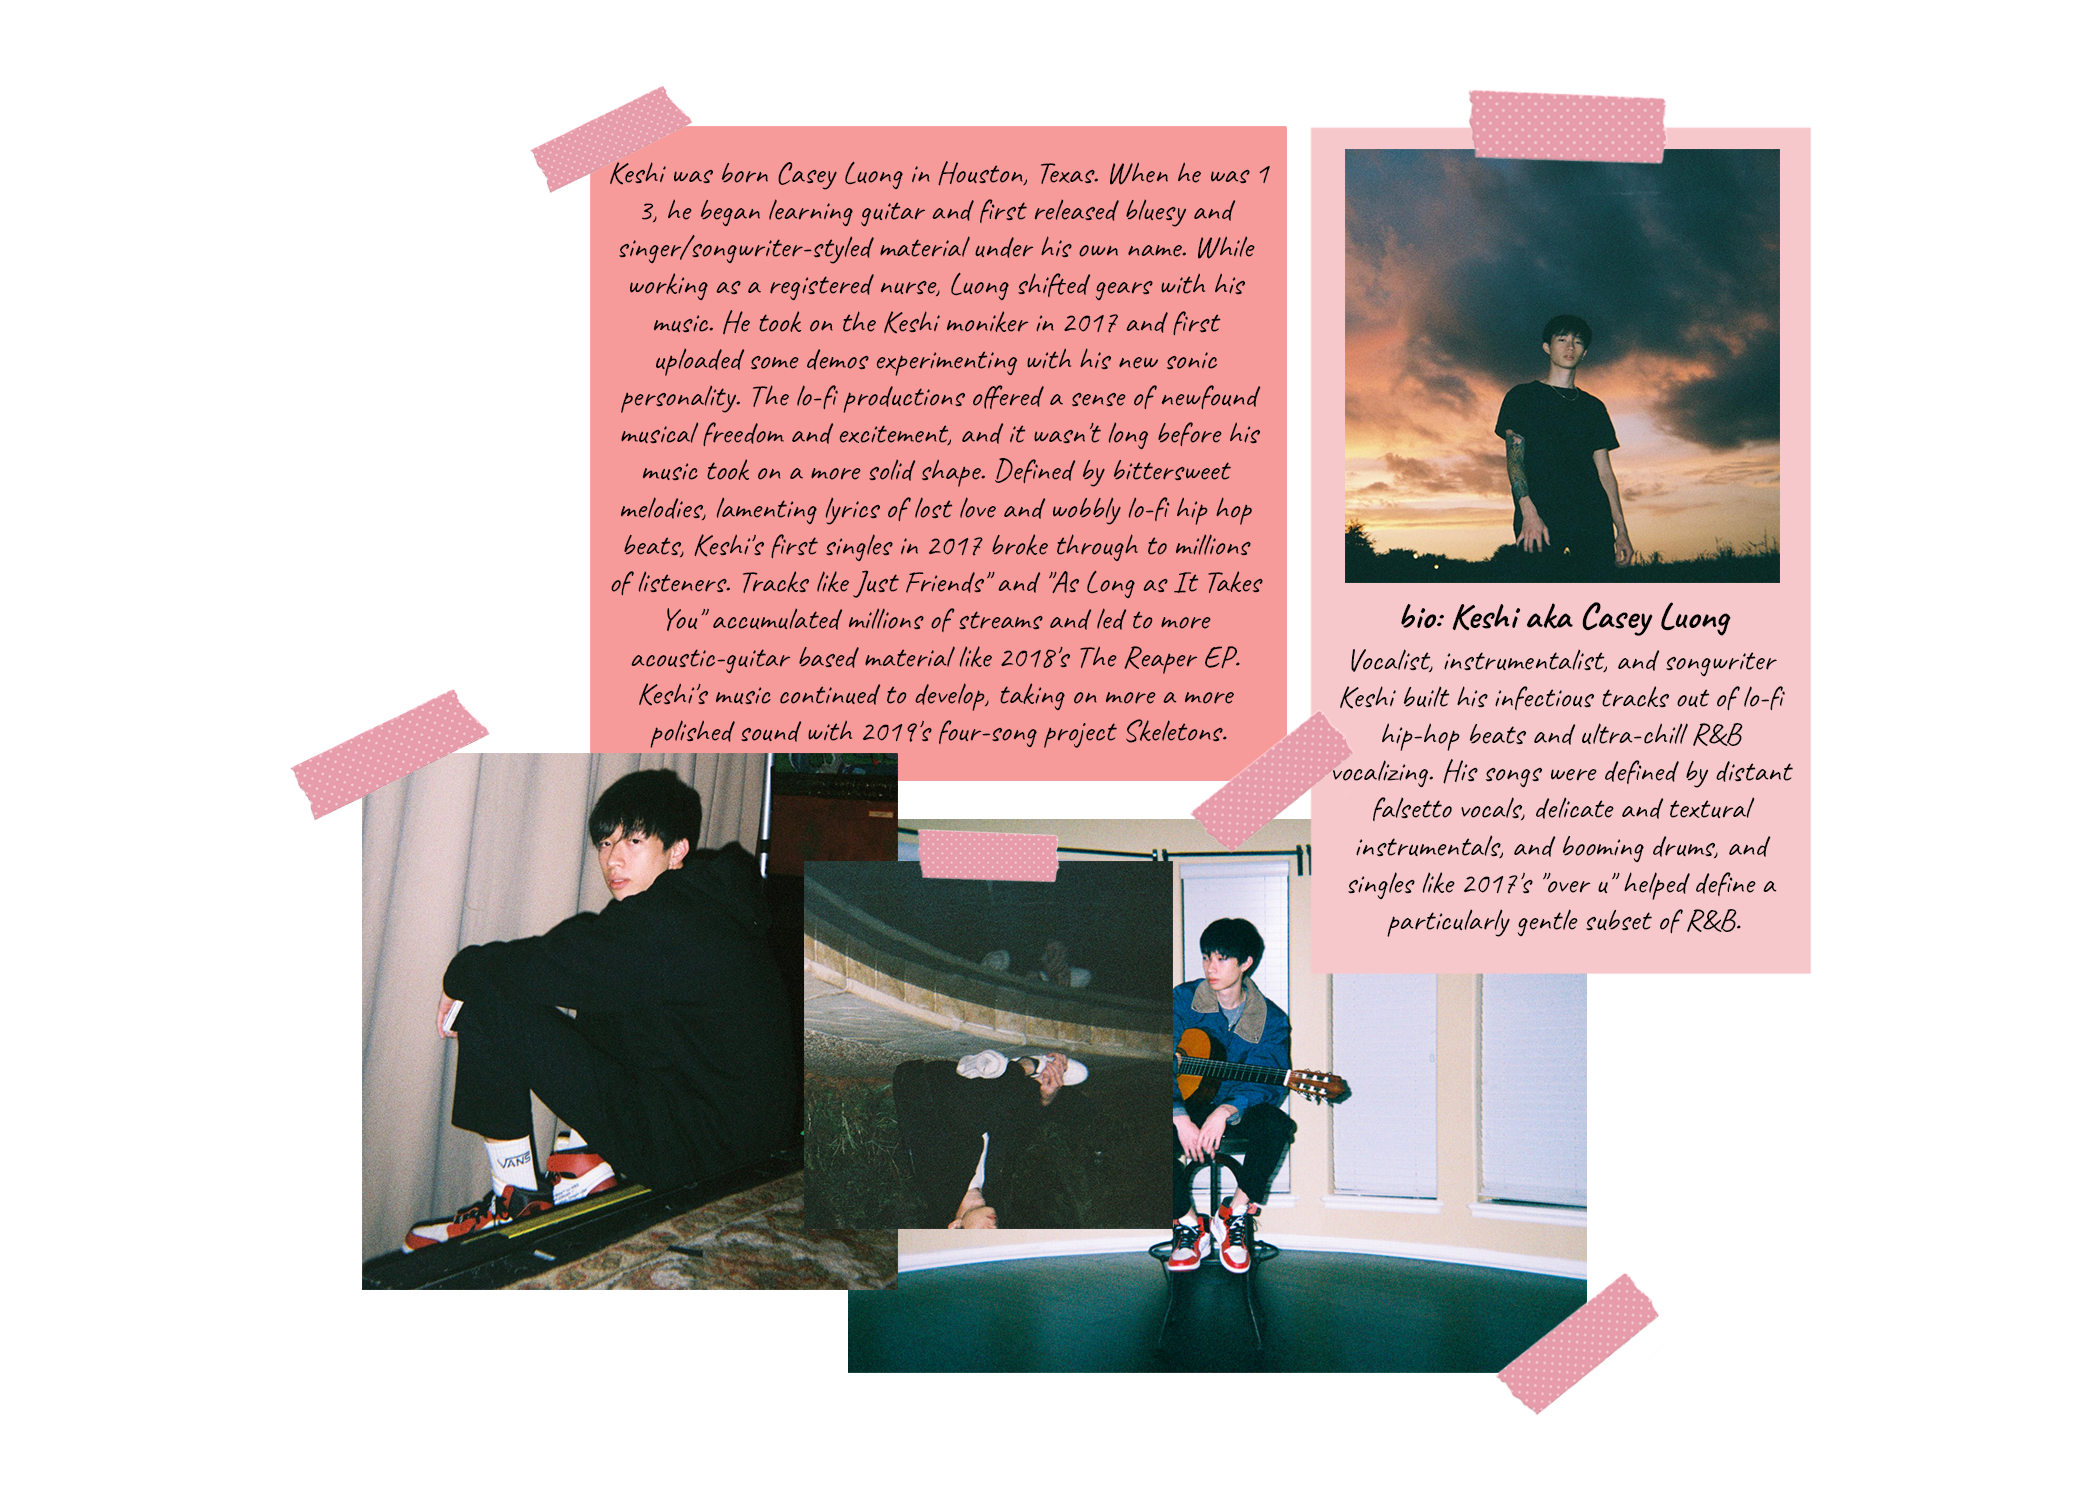 Keshi was born Casey Luong in Houston, Texas. When he was 1
3, he began learning guitar and first released bluesy and
singer/songwriter-styled material under his own name. While
working as a registered nurse, Luong shifted gears with his
music. He took on the Keshi moniker in 2017 and first
uploaded some demos experimenting with his new sonic
personality. The lo-fi productions offered a sense of newfound
musical freedom and excitement, and it wasn't long before his
music took on a more solid shape. Defined by bittersweet
melodies, lamenting lyrics of lost love and wobbly lo-fi hip hop
beats, Keshi's first singles in 2017 broke through to millions
of listeners. Tracks like Just Friends" and "As Long as It Takes
You" accumulated millions of streams and led to more
acoustic-guitar based material like 2018's The Reaper EP.
Keshi's music continued to develop, taking on more a more
polished sound with 2019's four-song project Skeletons.
bio: Keshi aka Casey Luong
Vocalist, instrumentalist, and songwriter
Keshi built his infectious tracks out of lo-fi
hip-hop beats and ultra-chill R&B
vocalizing. His songs were defined by distant
falsetto vocals, delicate and textural
instrumentals, and booming drums, and
singles like 2017's "over u" helped define a
particularly gentle subset of R&B.
VANS